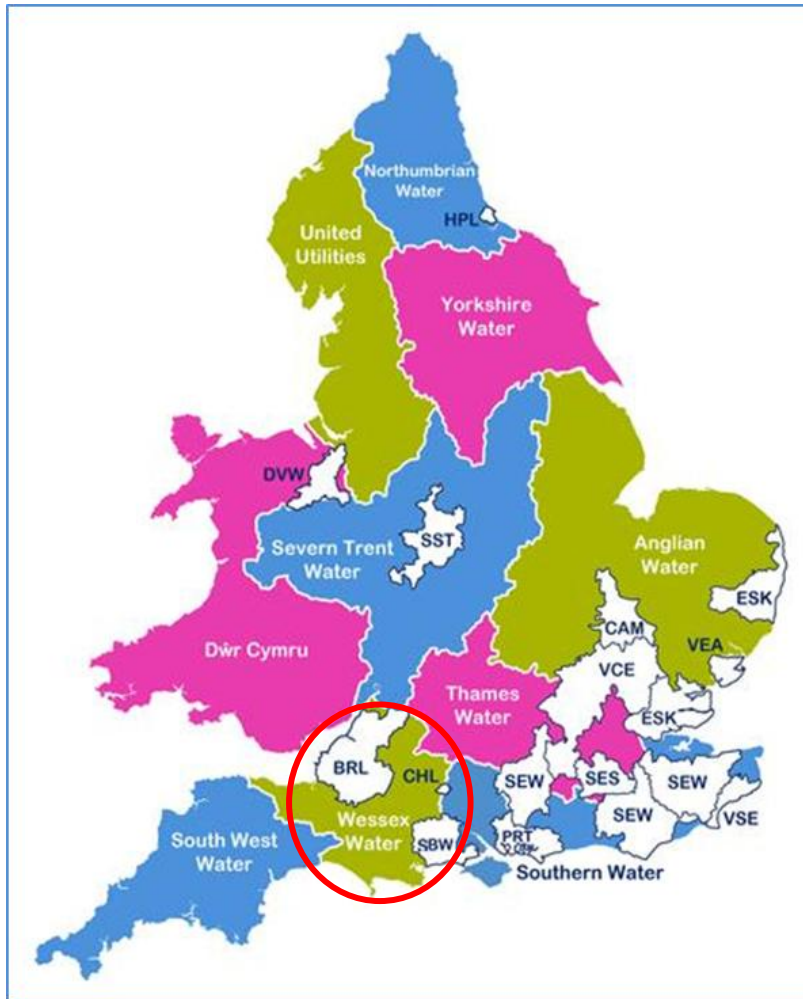 Northumbrian
Water
HPL
United
Utilities
Yorkshire
Water
DVW
Severn Trent
Water
SST
Anglian
Water
ESK
CAM
VEA
Dŵr Cymru
VCE
Thames
Water
ESK
BRL
CHL
SEW
SES
SEW
Wessex
Water
SEW
VSE
South West
Water
SBW
PRT
Southern Water